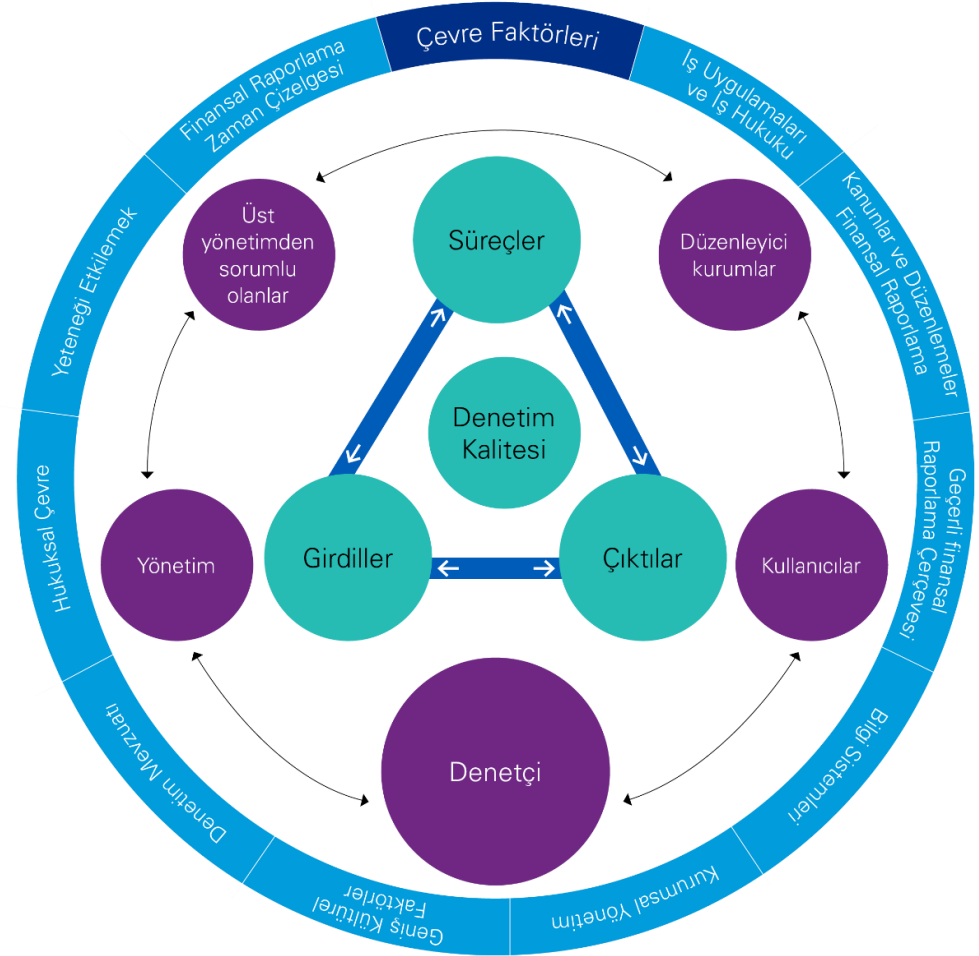 Çevre Faktörleri
İş Uygulamaları
ve İş Hukuku
Kanunlar ve Düzenlemeler
Finansal Raporlama
Geçerli finansal
Raporlama Çerçevesi
Bilgi Sistemleri
Kurumsal Yönetim
Geniş Kültürel
Faktörler
Denetim Mevzuatı
Hukuksal Çevre
Yeteneği Etkilemek
Finansal Raporlama
Zaman Çizelgesi
Üst
yönetimden
sorumlu
olanlar
Süreçler
Düzenleyici
kurumlar
Denetim
Kalitesi
Yönetim
Girdiller
Çıktılar
Kullanıcılar
Denetçi